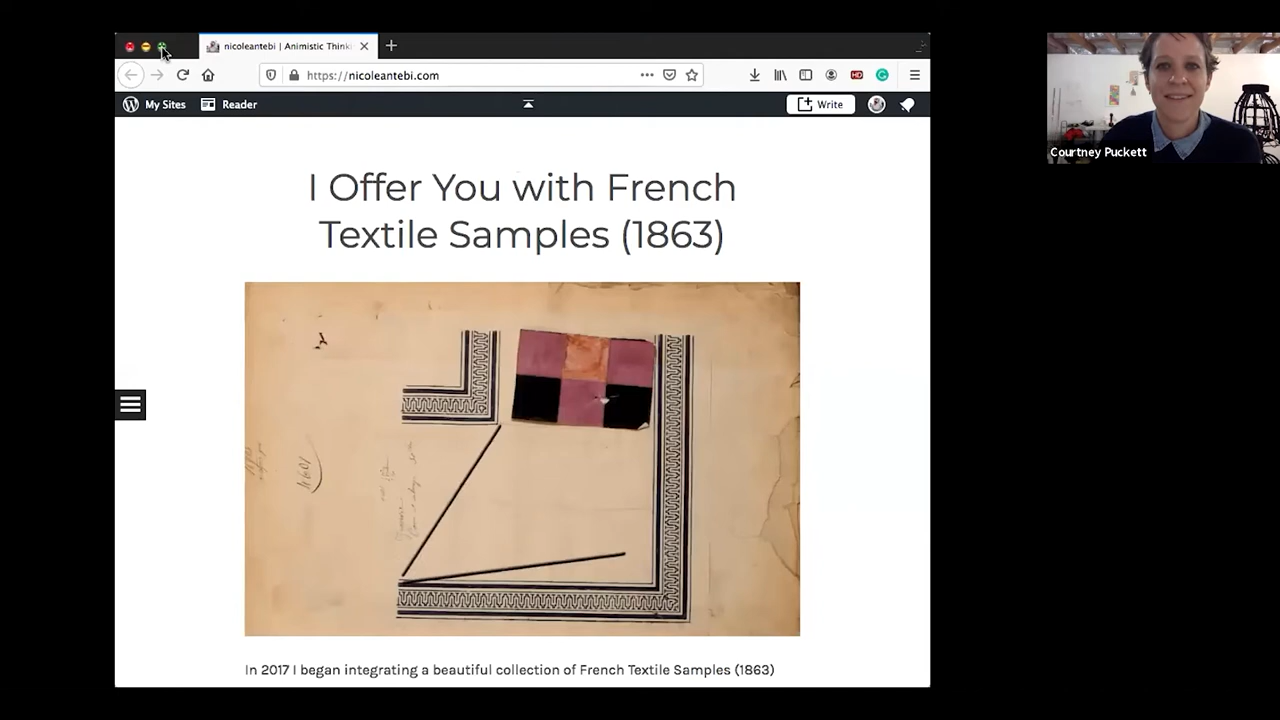 nicoleantebi | Animistic Think
https://nicoleantebi.com
HD
My Sites
Reader
Write
Courtney Puckett
I Offer You with French
Textile Samples (1863)
In 2017 I began integrating a beautiful collection of French Textile Samples (1863)